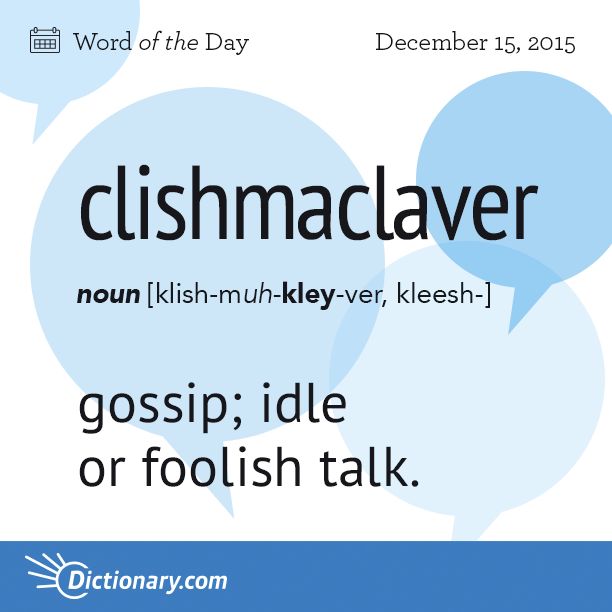 Word of the Day
December 15, 2015
clishmaclaver
noun [klish-muh-kley-ver, kleesh-]
gossip; idle
or foolish talk.
Dictionary.com